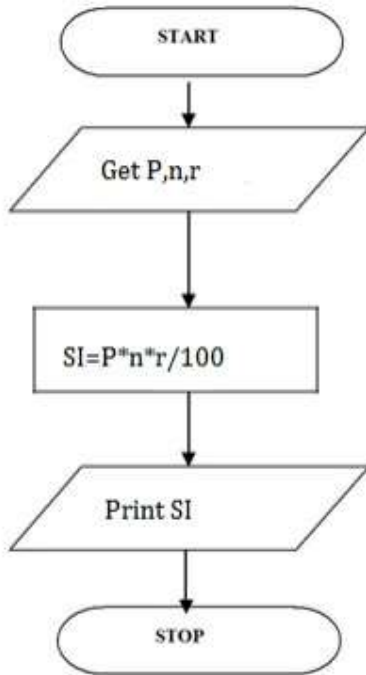 START
Get P,n,r
SI=P*n*r/100
Print SI
STOP